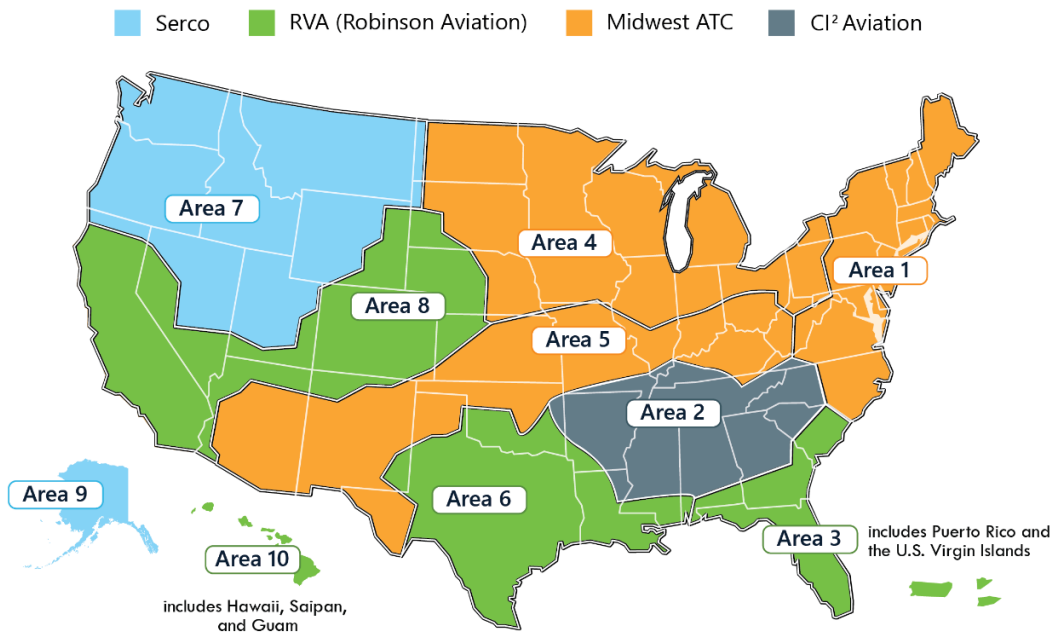 Serco RVA (Robinson Aviation) Midwest ATC CI² Aviation
Area 7
Area 4
Area 1
Area 8
Area 5
Area 2
Area 9
Area 6
Area 3
includes Puerto Rico and
the U.S. Virgin Islands
Area 10
includes Hawaii, Saipan,
and Guam